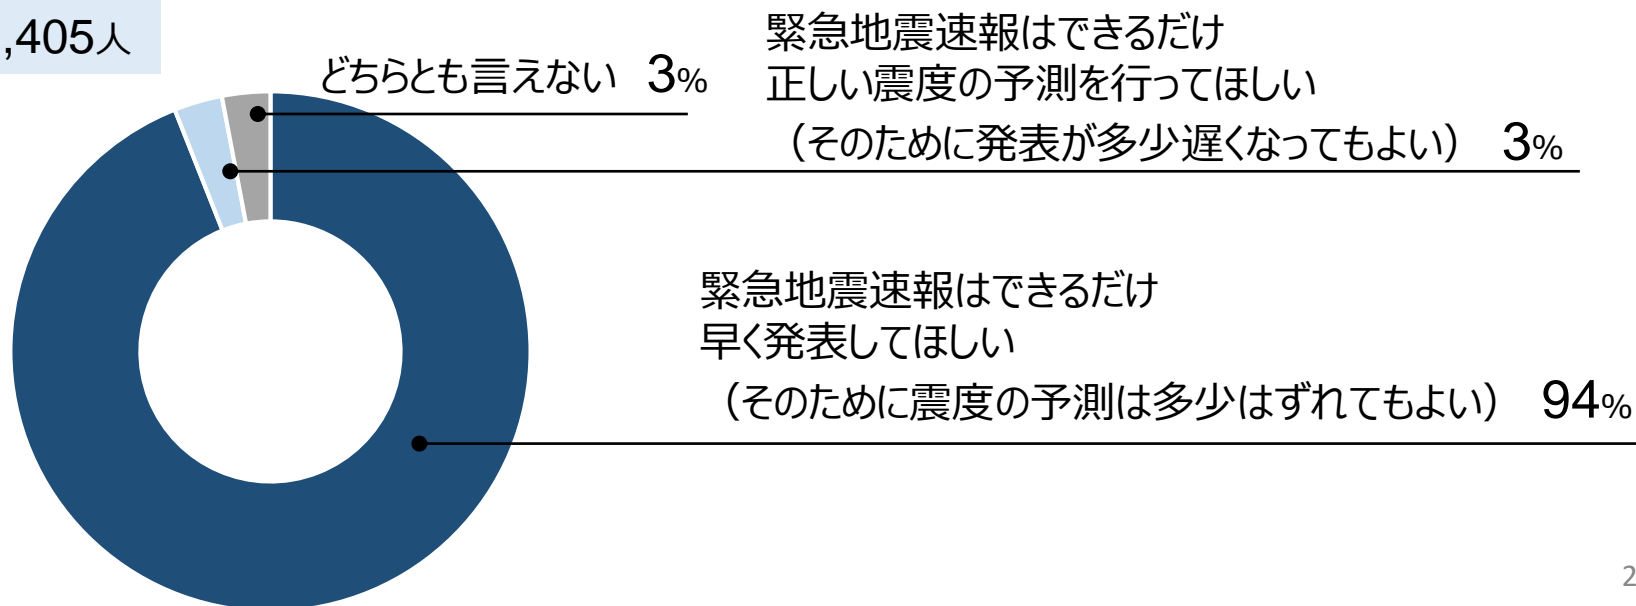 ,405人
どちらとも言えない 3%
緊急地震速報はできるだけ
正しい震度の予測を行ってほしい
（そのために発表が多少遅くなってもよい） 3%
緊急地震速報はできるだけ
早く発表してほしい
（そのために震度の予測は多少はずれてもよい） 94%
2